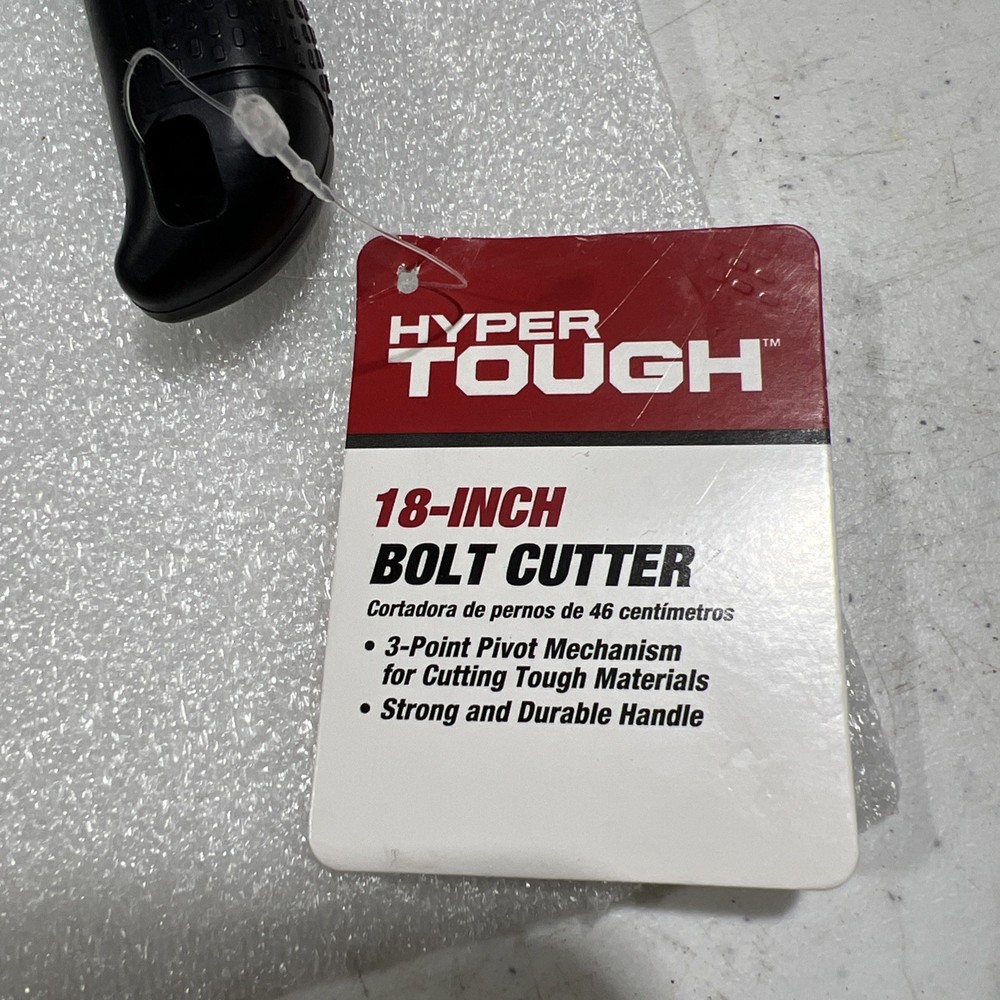 HYPER
TOUGH™
18-INCH
BOLT CUTTER
Cortadora de pernos de 46 centímetros
• 3-Point Pivot Mechanism
for Cutting Tough Materials
• Strong and Durable Handle